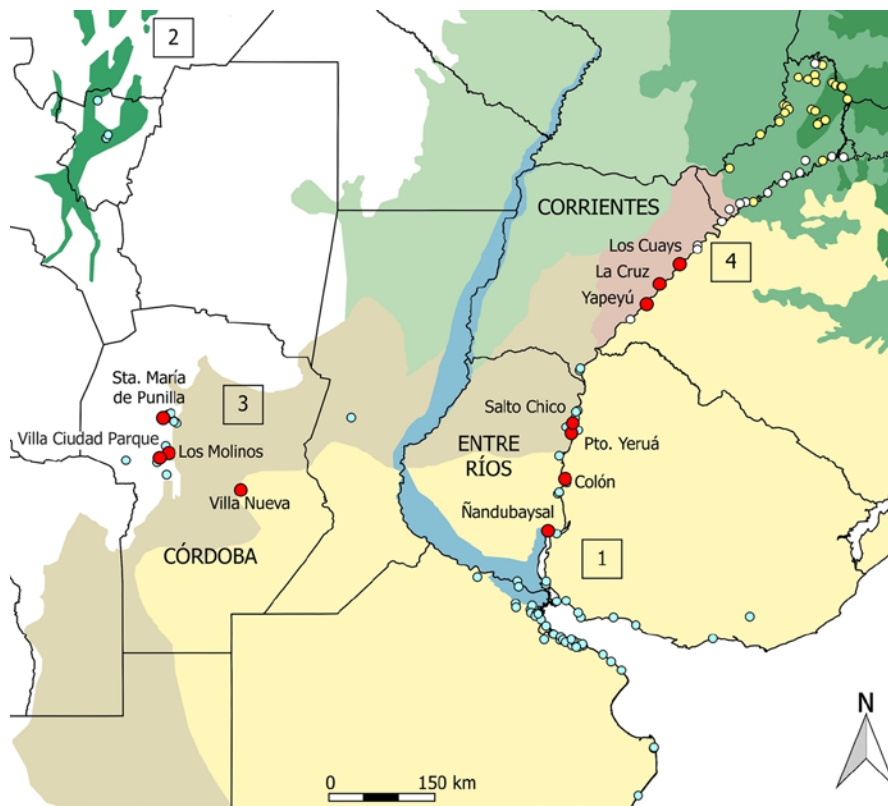 2
CORRIENTES
Los Cuays
La Cruz
4
Yapeyú
Sta. María
de Punilla
3
Salto Chico
Villa Ciudad Parque
Los Molinos
ENTRE
RÍOS
Pto. Yeruá
Villa Nueva
Colón
Ñandubaysal
CÓRDOBA
1
N
0 150 km